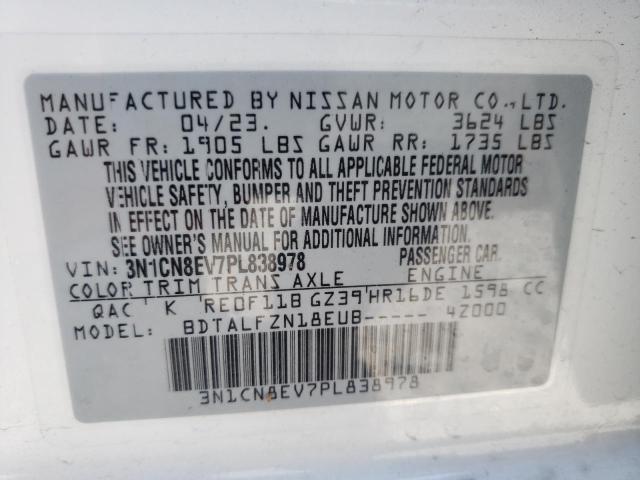 MANUFACTURED BY NISSAN MOTOR CO., LTD.
DATE: 04/23. GVWR: 3624 LBS
GAWR FR: 1905 LBS GAWR RR: 1735 LBS
THIS VEHICLE CONFORMS TO ALL APPLICABLE FEDERAL MOTOR
VEHICLE SAFETY, BUMPER AND THEFT PREVENTION STANDARDS
IN EFFECT ON THE DATE OF MANUFACTURE SHOWN ABOVE.
SEE OWNER'S MANUAL FOR ADDITIONAL INFORMATION.
VIN: 3N1CN8EV7PL838978 PASSENGER CAR.
COLOR TRIM TRANS AXLE ENGINE
QAC K RE0F11B GZ39 HR16DE 1598 CC
MODEL: BDTALFZN18EUB----- 4Z000
3N1CN8EV7PL838978